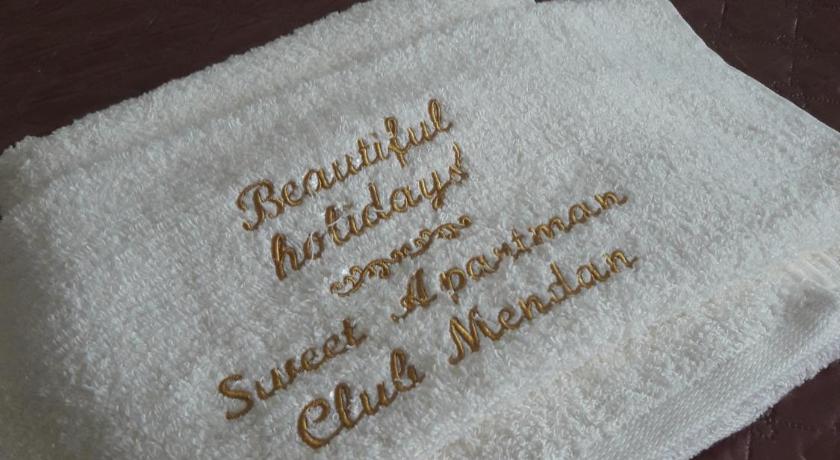 Beautiful
holidays!
Sweet Apartman
Club Mendan